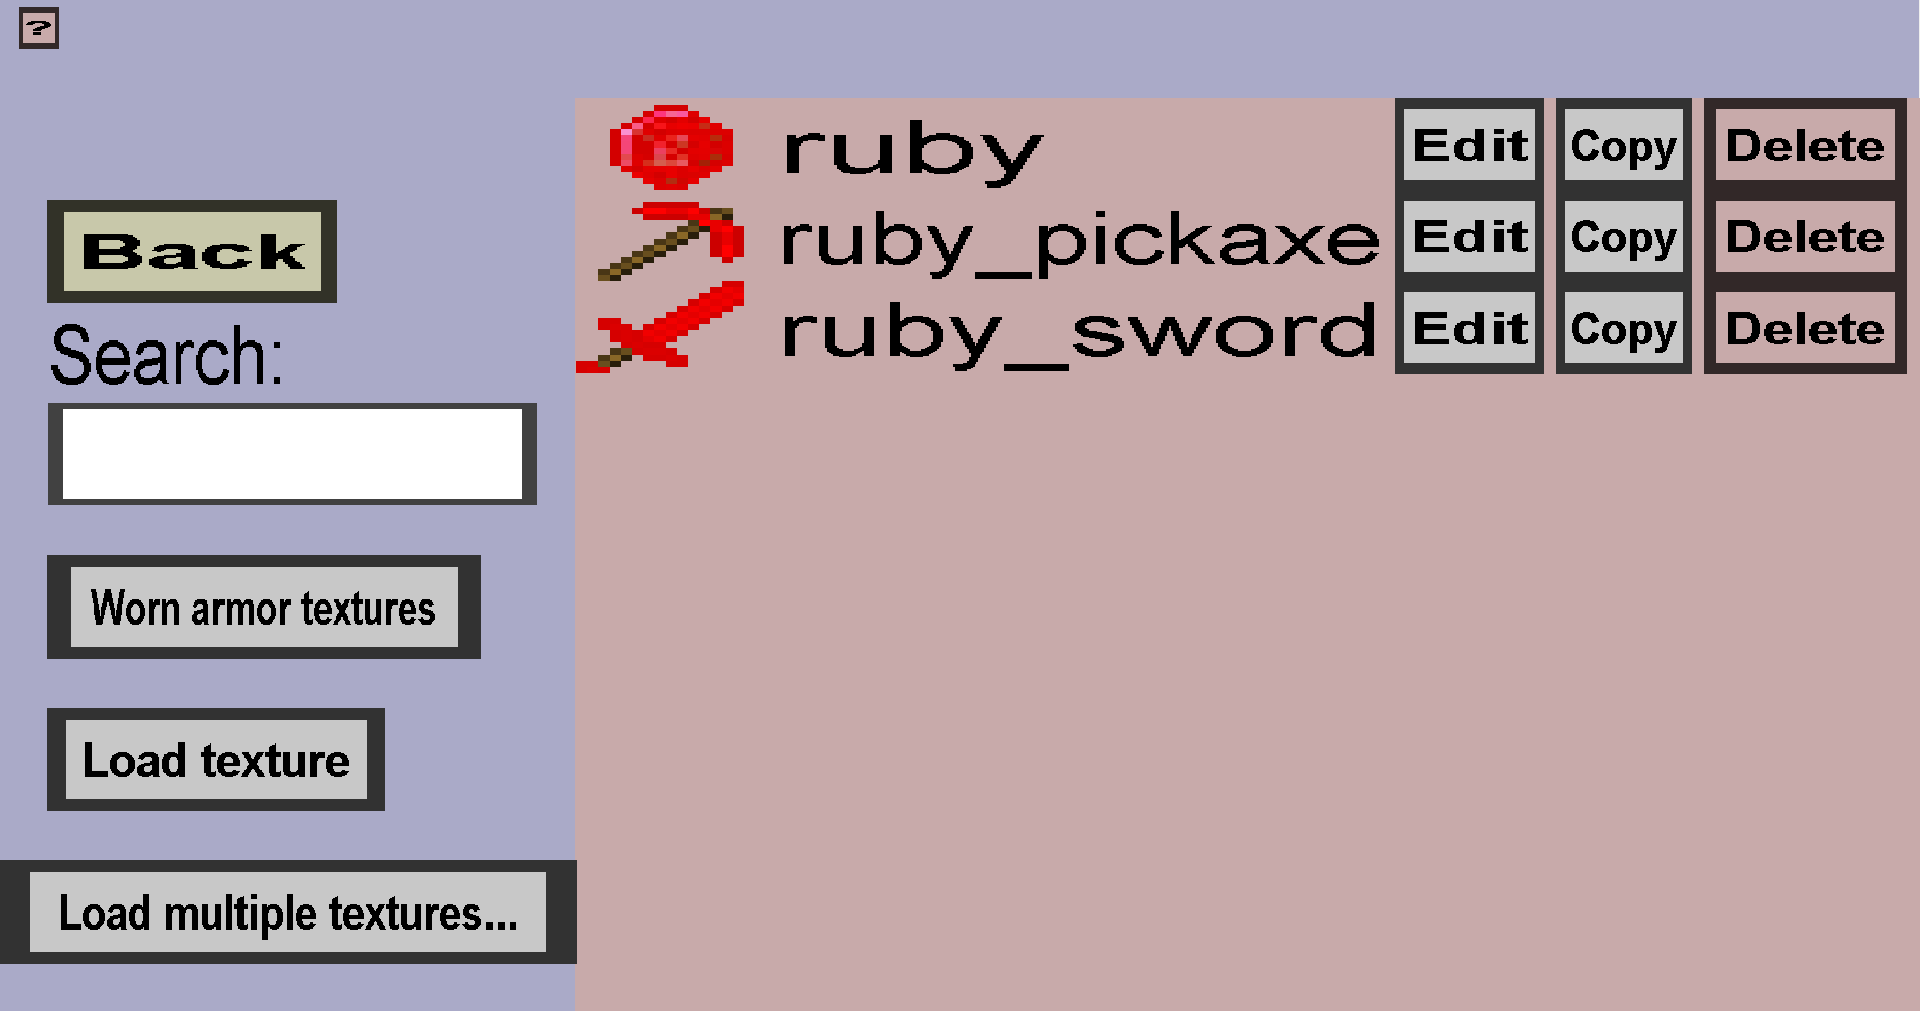 ?
Back
Search:
Worn armor textures
Load texture
Load multiple textures...
ruby Edit Copy Delete
ruby_pickaxe Edit Copy Delete
ruby_sword Edit Copy Delete